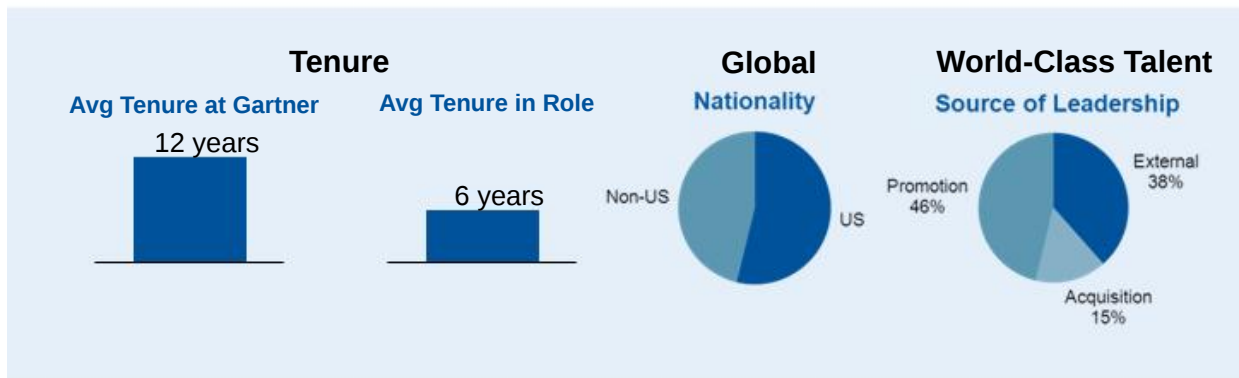 Tenure
Avg Tenure at Gartner
12 years
Avg Tenure in Role
6 years
Global
Nationality
Non-US
US
World-Class Talent
Source of Leadership
External
38%
Promotion
46%
Acquisition
15%